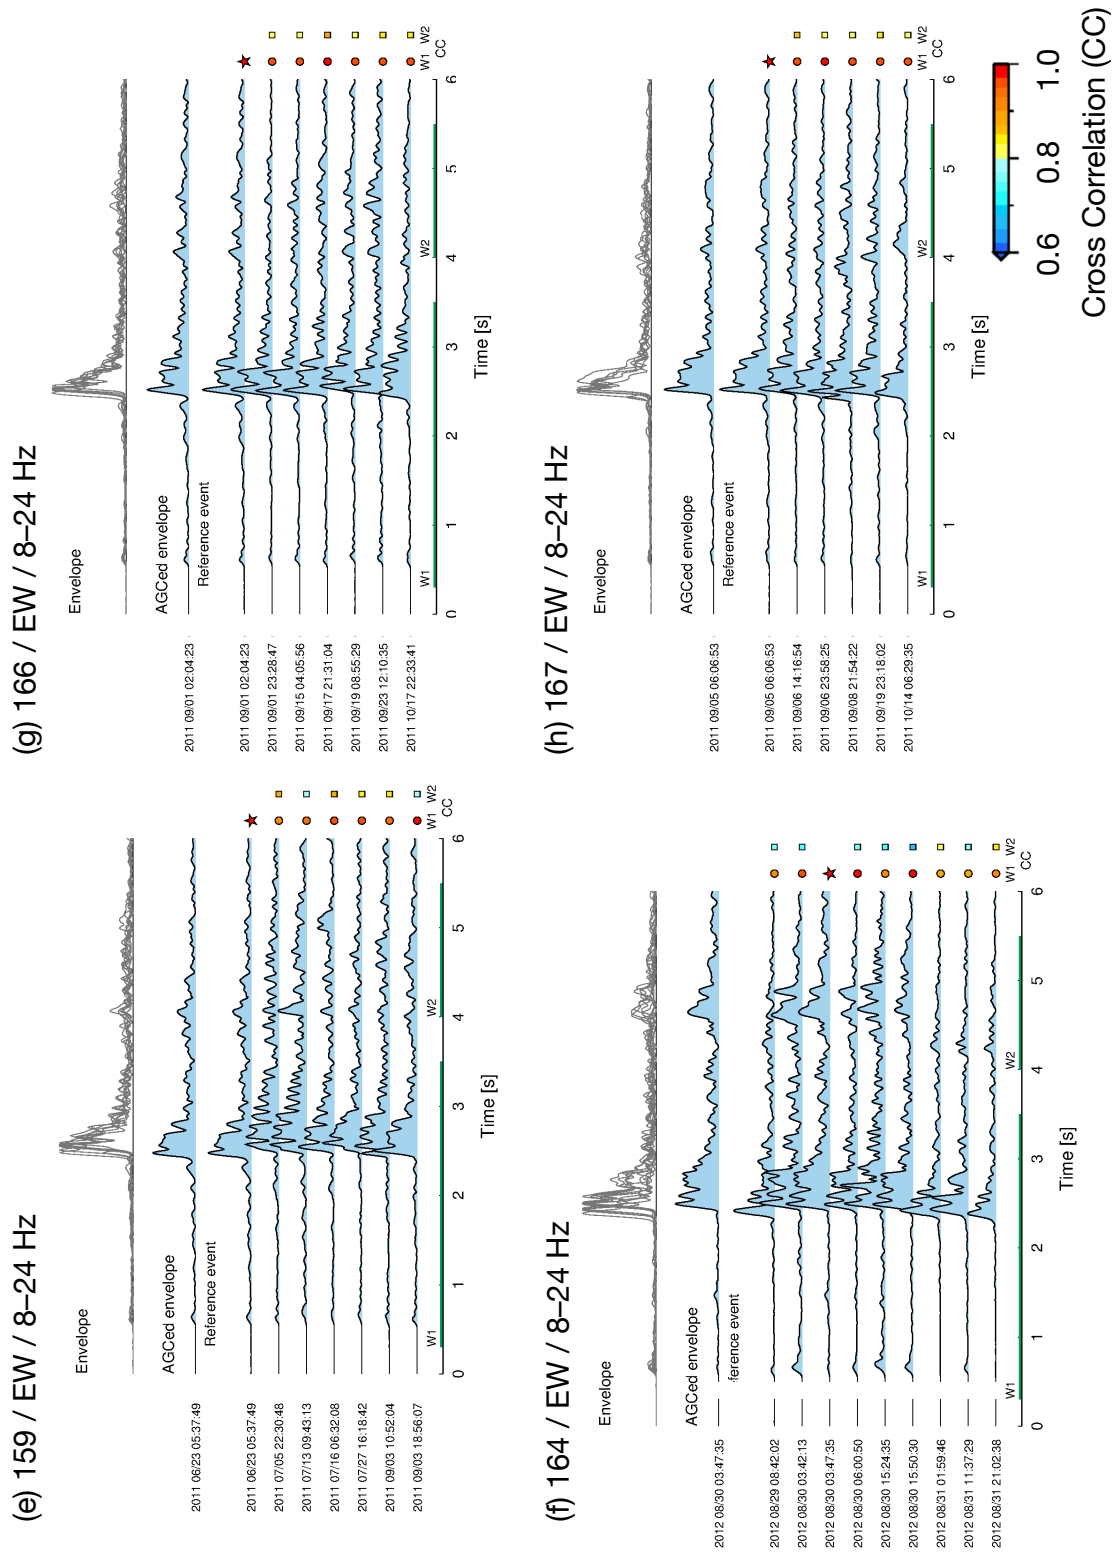 (e) 159 / EW / 8–24 Hz
Envelope
AGCed envelope
2011 06/23 05:37:49
Reference event
2011 06/23 05:37:49
2011 07/05 22:30:48
2011 07/13 09:43:13
2011 07/16 06:32:08
2011 07/27 16:18:42
2011 09/03 10:52:04
2011 09/03 18:56:07
W1 W2
W1 W2
CC
0 1 2 3 4 5 6
Time [s]
(f) 164 / EW / 8–24 Hz
Envelope
AGCed envelope
2012 08/30 03:47:35
ference event
2012 08/29 08:42:02
2012 08/30 03:42:13
2012 08/30 03:47:35
2012 08/30 06:00:50
2012 08/30 15:24:35
2012 08/30 15:50:30
2012 08/31 01:59:46
2012 08/31 11:37:29
2012 08/31 21:02:38
W1 W2
W1 W2
CC
0 1 2 3 4 5 6
Time [s]
(g) 166 / EW / 8–24 Hz
Envelope
AGCed envelope
2011 09/01 02:04:23
Reference event
2011 09/01 02:04:23
2011 09/01 23:28:47
2011 09/15 04:05:56
2011 09/17 21:31:04
2011 09/19 08:55:29
2011 09/23 12:10:35
2011 10/17 22:33:41
W1 W2
W1 W2
CC
0 1 2 3 4 5 6
Time [s]
(h) 167 / EW / 8–24 Hz
Envelope
AGCed envelope
2011 09/05 06:06:53
Reference event
2011 09/05 06:06:53
2011 09/06 14:16:54
2011 09/06 23:58:25
2011 09/08 21:54:22
2011 09/19 23:18:02
2011 10/14 06:29:35
W1 W2
W1 W2
CC
0 1 2 3 4 5 6
Time [s]
0.6 0.8 1.0
Cross Correlation (CC)